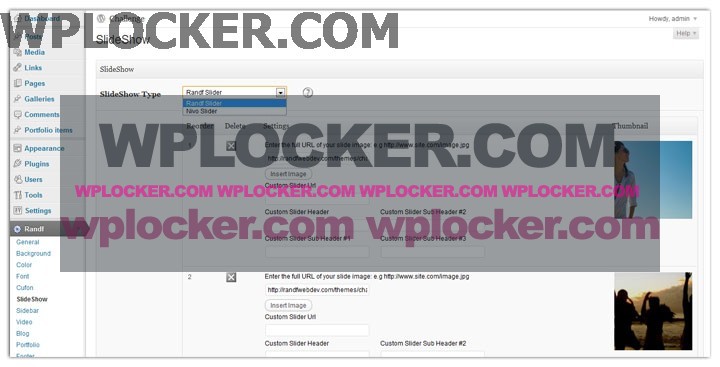 WPLOCKER.COM
Dashboard
Challenge
Howdy, admin
SlideShow
Help
Posts
Media
Links
Pages
Galleries
Comments
Portfolio items
Appearance
Plugins
Users
Tools
Settings
RandF
General
Background
Color
Font
Cufon
SlideShow
Sidebar
Video
Blog
Portfolio
Footer
SlideShow
SlideShow Type
Randf Slider
?
Randf Slider
Nivo Slider
Reorder Delete Settings Thumbnail
WPLOCKER.COM
1
Enter the full URL of your slide image: e.g http://www.site.com/image.jpg
http://randfwebdev.com/themes/cha
Insert Image
Custom Slider Url
WPLOCKER.COM WPLOCKER.COM WPLOCKER.COM WPLOCKER.COM
Custom Slider Header Custom Slider Sub Header #2
wplocker.com wplocker.com
Custom Slider Sub Header #1 Custom Slider Sub Header #3
2
Enter the full URL of your slide image: e.g http://www.site.com/image.jpg
http://randfwebdev.com/themes/cha
Insert Image
Custom Slider Url
Custom Slider Header Custom Slider Sub Header #2